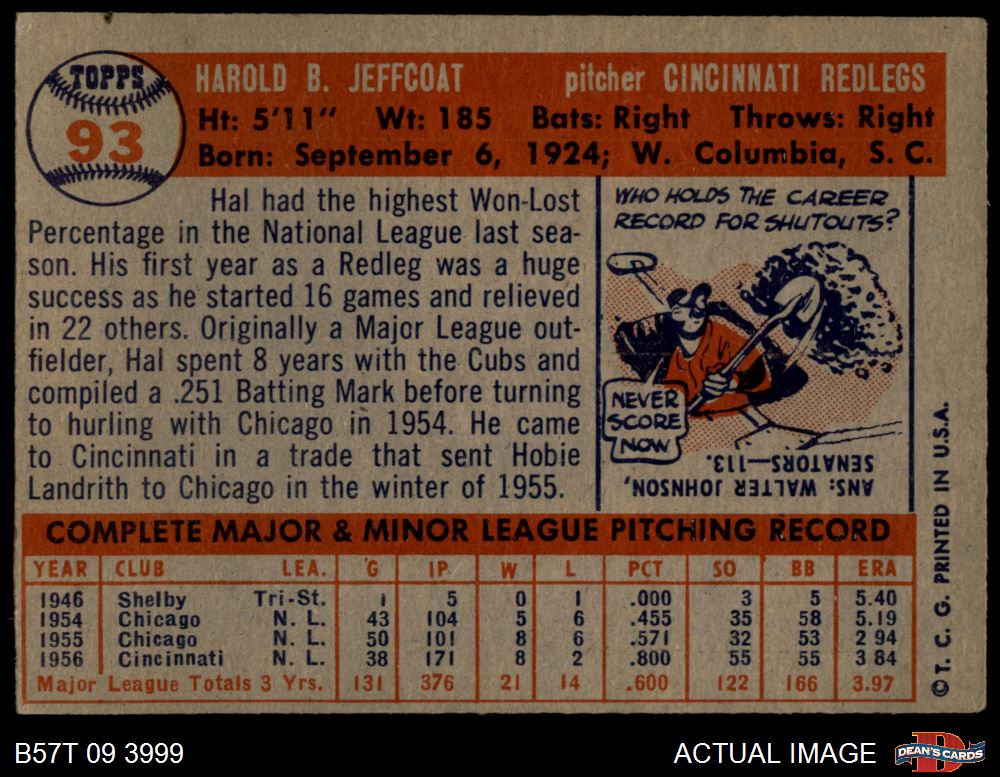 TOPPS
93
HAROLD B. JEFFCOAT pitcher CINCINNATI REDLEGS
Ht: 5'11" Wt: 185 Bats: Right Throws: Right
Born: September 6, 1924; W. Columbia, S. C.
Hal had the highest Won-Lost
Percentage in the National League last sea-
son. His first year as a Redleg was a huge
success as he started 16 games and relieved
in 22 others. Originally a Major League out-
fielder, Hal spent 8 years with the Cubs and
compiled a .251 Batting Mark before turning
to hurling with Chicago in 1954. He came
to Cincinnati in a trade that sent Hobie
Landrith to Chicago in the winter of 1955.
WHO HOLDS THE CAREER
RECORD FOR SHUTOUTS?
NEVER
SCORE
NOW
ANS: WALTER JOHNSON,
SENATORS—113.
COMPLETE MAJOR & MINOR LEAGUE PITCHING RECORD
YEAR CLUB LEA. G IP W L PCT SO BB ERA
1946 Shelby Tri-St. 1 5 0 1 .000 3 5 5.40
1954 Chicago N. L. 43 104 5 6 .455 35 58 5.19
1955 Chicago N. L. 50 101 8 6 .571 32 53 2 94
1956 Cincinnati N. L. 38 171 8 2 .800 55 55 3 84
Major League Totals 3 Yrs. 131 376 21 14 .600 122 166 3.97
© T. C. G. PRINTED IN U.S.A.
B57T 09 3999
ACTUAL IMAGE
D
DEAN'S CARDS